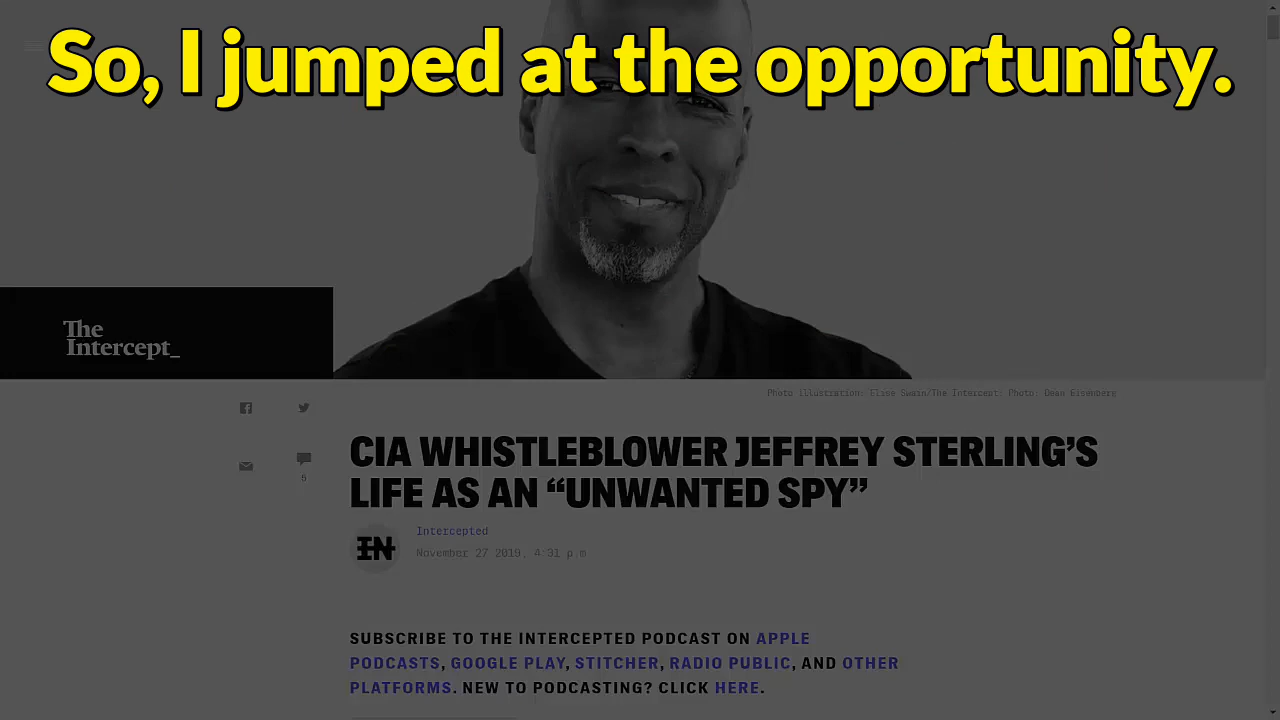 So, I jumped at the opportunity.
The
Intercept_
Photo Illustration: Elise Swain/The Intercept; Photo: Dean Eisenberg
CIA WHISTLEBLOWER JEFFREY STERLING’S
LIFE AS AN “UNWANTED SPY”
IN
Intercepted
November 27 2019, 4:31 p.m
6
SUBSCRIBE TO THE INTERCEPTED PODCAST ON APPLE
PODCASTS, GOOGLE PLAY, STITCHER, RADIO PUBLIC, AND OTHER
PLATFORMS. NEW TO PODCASTING? CLICK HERE.